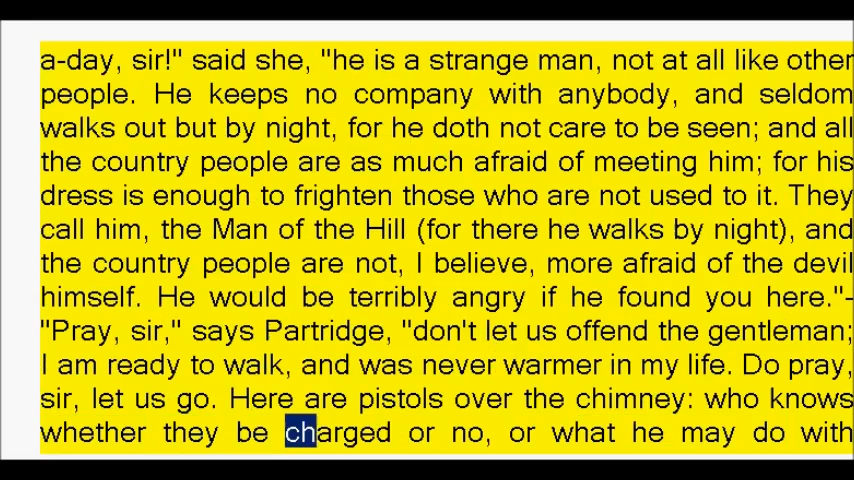 a-day, sir!" said she, "he is a strange man, not at all like other
people. He keeps no company with anybody, and seldom
walks out but by night, for he doth not care to be seen; and all
the country people are as much afraid of meeting him; for his
dress is enough to frighten those who are not used to it. They
call him, the Man of the Hill (for there he walks by night), and
the country people are not, I believe, more afraid of the devil
himself. He would be terribly angry if he found you here."-
"Pray, sir," says Partridge, "don't let us offend the gentleman;
I am ready to walk, and was never warmer in my life. Do pray,
sir, let us go. Here are pistols over the chimney: who knows
whether they be charged or no, or what he may do with